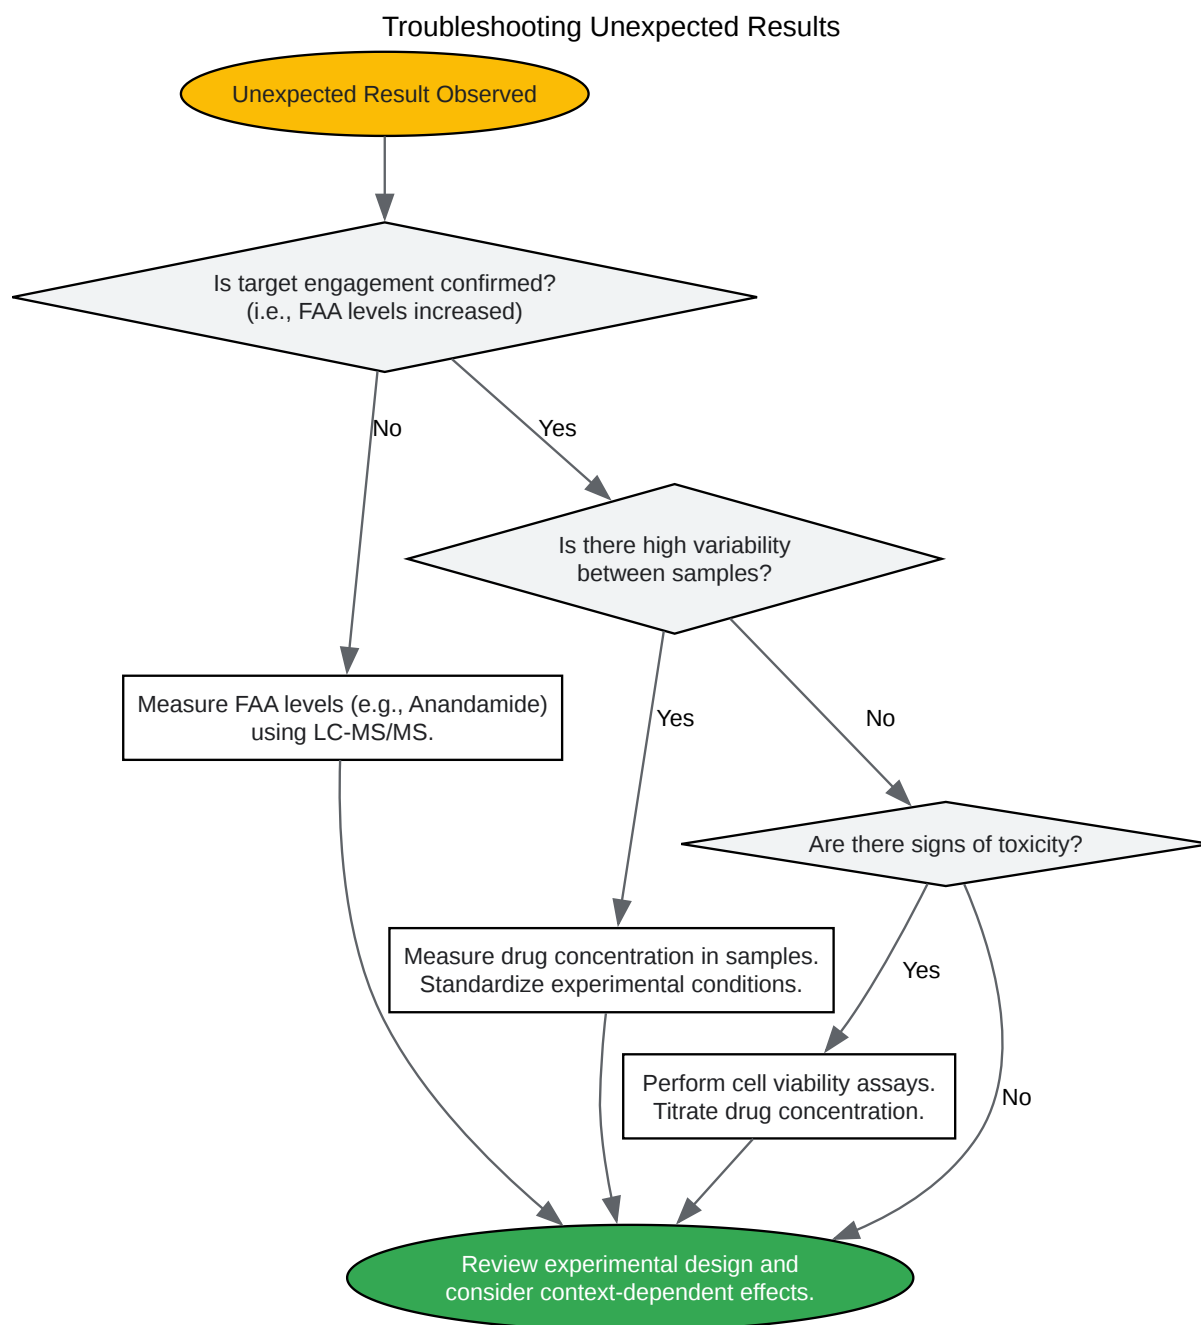 Troubleshooting Unexpected Results
Unexpected Result Observed
Is target engagement confirmed?
(i.e., FAA levels increased)
No
Yes
Is there high variability
between samples?
Measure FAA levels (e.g., Anandamide)
using LC-MS/MS.
Yes
No
Are there signs of toxicity?
Measure drug concentration in samples.
Standardize experimental conditions.
Yes
Perform cell viability assays.
Titrate drug concentration.
No
Review experimental design and
consider context-dependent effects.